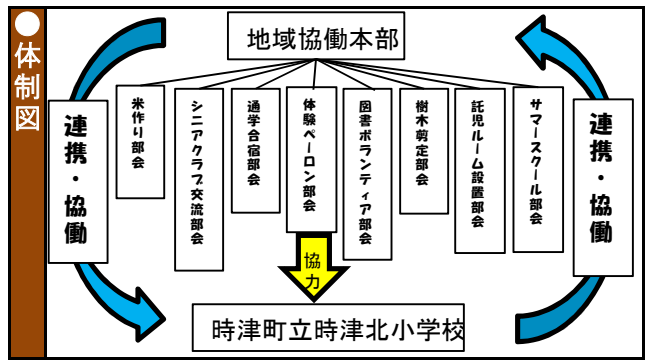 ●体制図
地域協働本部
連携・協働
米作り部会
シニアクラブ交流部会
通学合宿部会
体験ペーロン部会
図書ボランティア部会
樹木剪定部会
託児ルーム設置部会
サマースクール部会
連携・協働
協力
時津町立時津北小学校